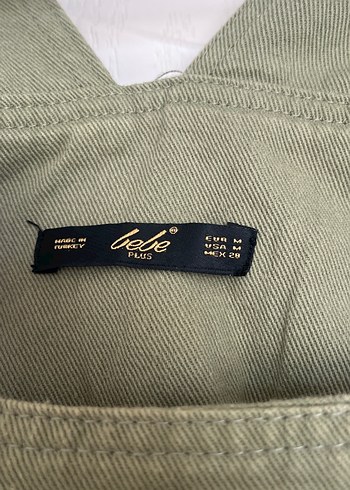 MADE IN
TURKEY
bebe®
PLUS
EUR M
USA M
MEX 28